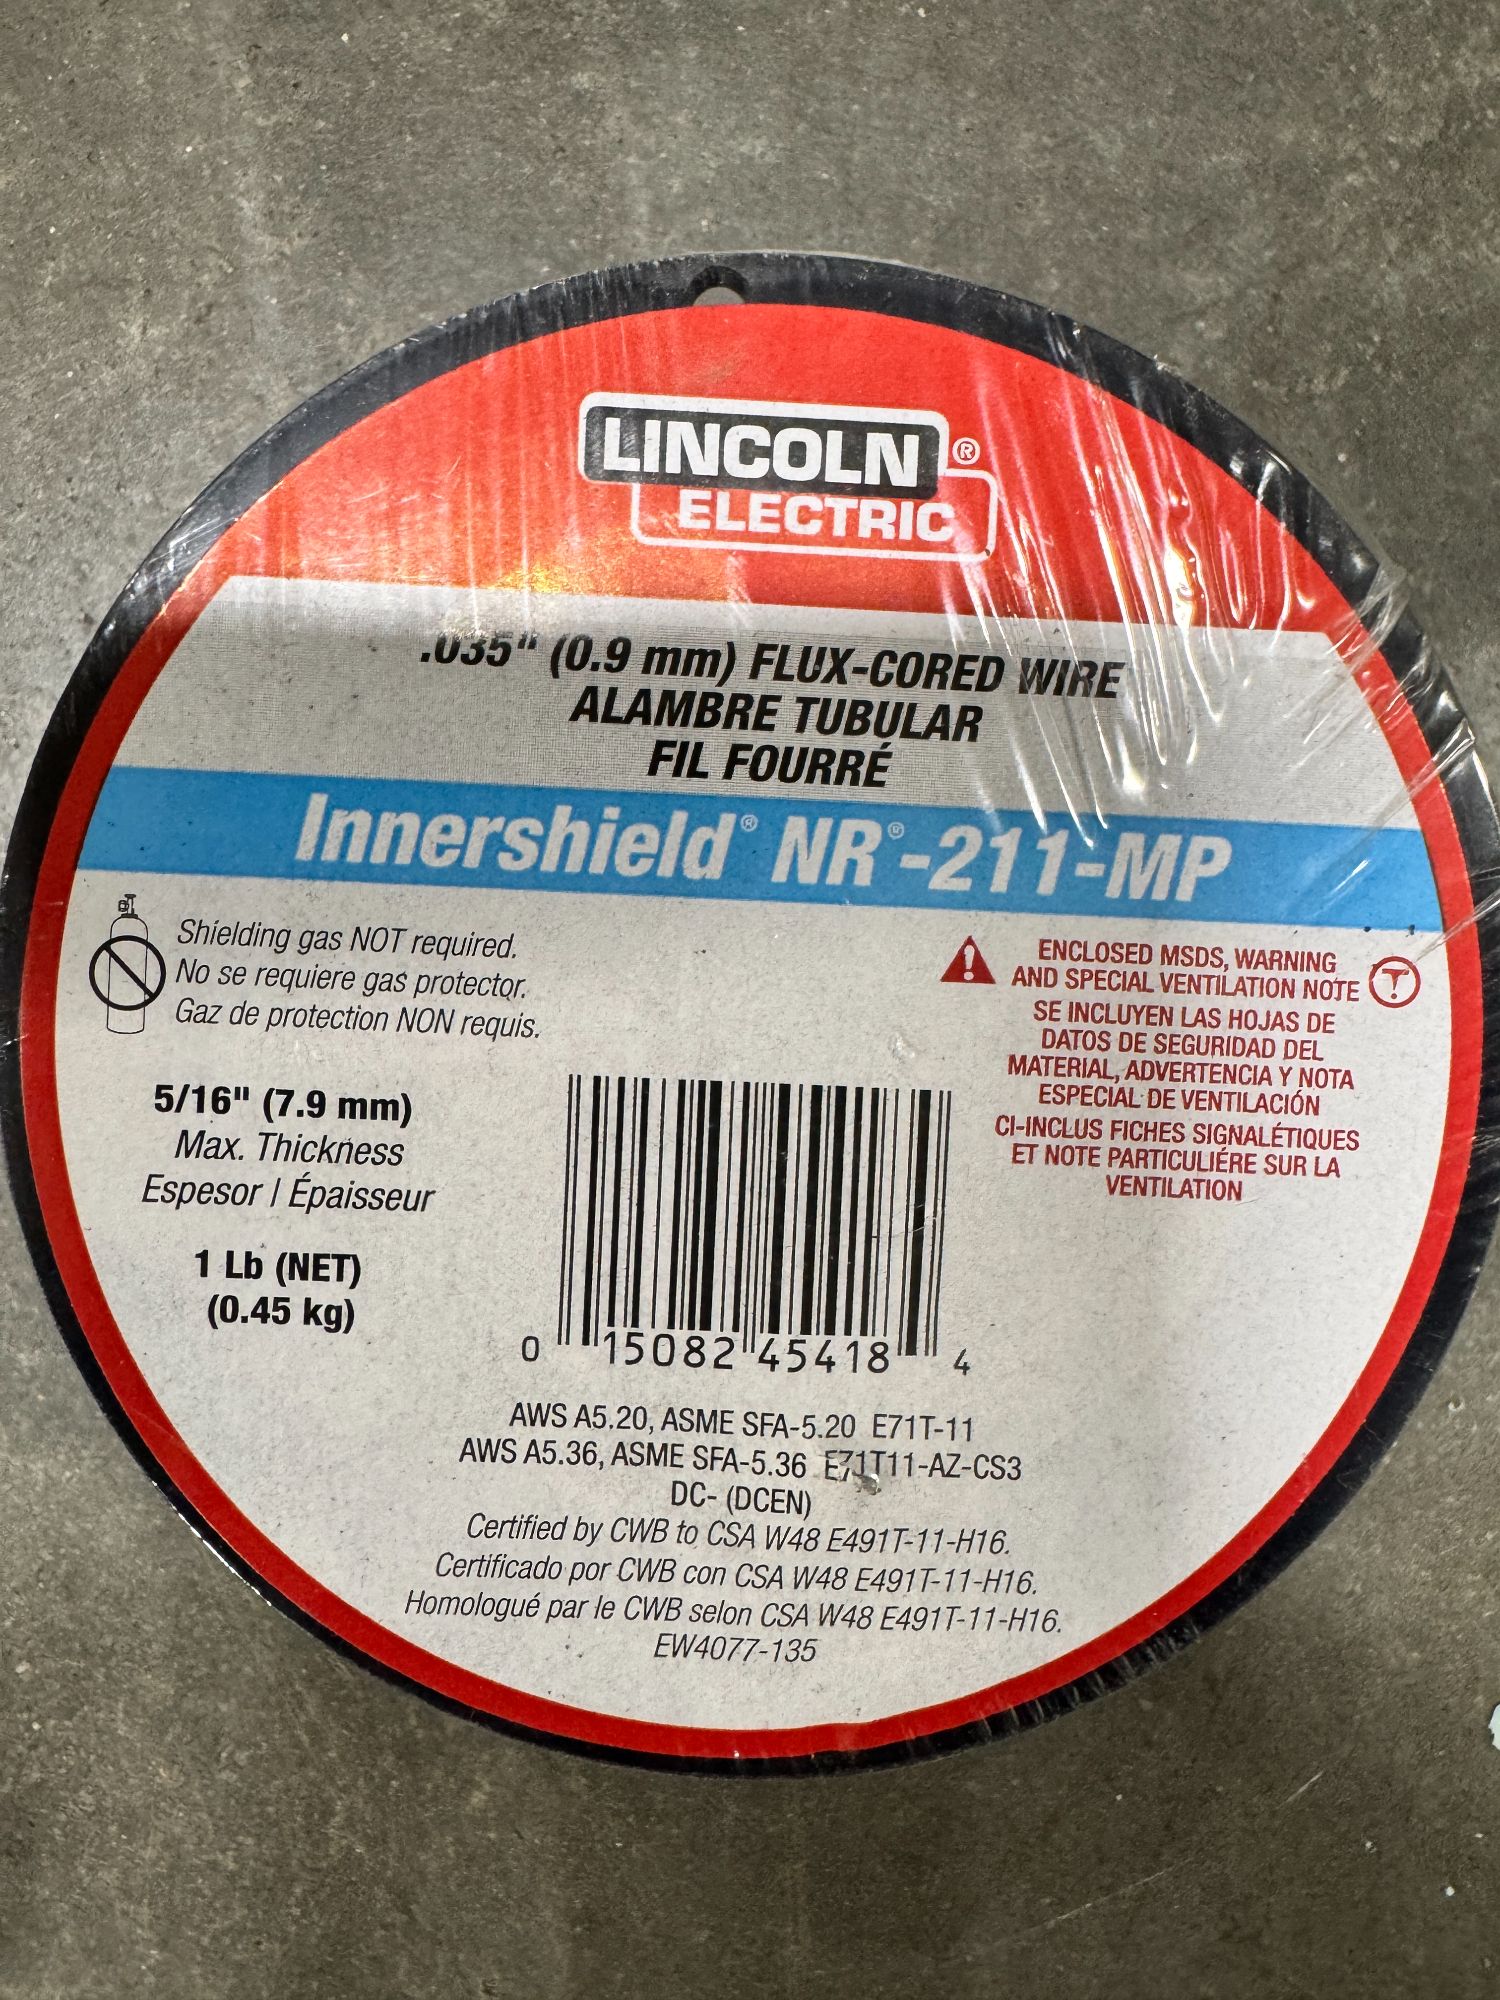 LINCOLN®
ELECTRIC
.035" (0.9 mm) FLUX-CORED WIRE
ALAMBRE TUBULAR
FIL FOURRÉ
Innershield® NR®-211-MP
Shielding gas NOT required.
No se requiere gas protector.
Gaz de protection NON requis.
ENCLOSED MSDS, WARNING
AND SPECIAL VENTILATION NOTE
SE INCLUYEN LAS HOJAS DE
DATOS DE SEGURIDAD DEL
MATERIAL, ADVERTENCIA Y NOTA
ESPECIAL DE VENTILACIÓN
CI-INCLUS FICHES SIGNALÉTIQUES
ET NOTE PARTICULIÉRE SUR LA
VENTILATION
5/16" (7.9 mm)
Max. Thickness
Espesor / Épaisseur
1 Lb (NET)
(0.45 kg)
0 15082 45418 4
AWS A5.20, ASME SFA-5.20 E71T-11
AWS A5.36, ASME SFA-5.36 E71T11-AZ-CS3
DC- (DCEN)
Certified by CWB to CSA W48 E491T-11-H16.
Certificado por CWB con CSA W48 E491T-11-H16.
Homologué par le CWB selon CSA W48 E491T-11-H16.
EW4077-135